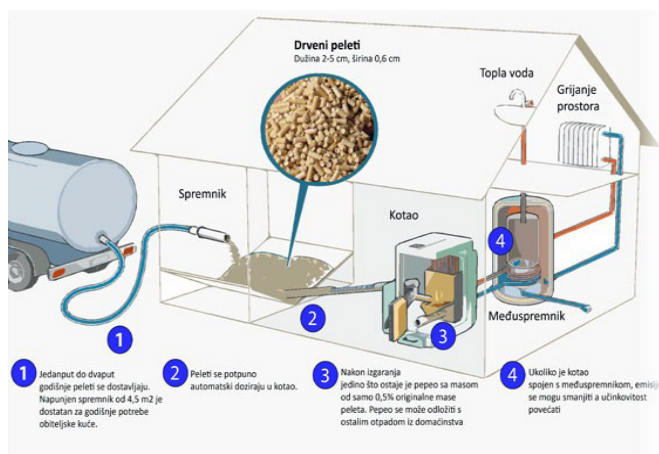 Drveni peleti
Dužina 2-5 cm, širina 0,6 cm
Topla voda
Grijanje
prostora
Spremnik
Kotao
4
Međuspremnik
2
3
1
1 Jedanput do dvaput
godišnje peleti se dostavljaju.
Napunjen spremnik od 4,5 m2 je
dostatan za godišnje potrebe
obiteljske kuće.
2 Peleti se potpuno
automatski doziraju u kotao.
3 Nakon izgaranja
jedino što ostaje je pepeo sa masom
od samo 0,5% originalne mase
peleta. Pepeo se može odložiti s
ostalim otpadom iz domaćinstva
4 Ukoliko je kotao
spojen s međuspremnikom, emisij
se mogu smanjiti a učinkovitost
povećati